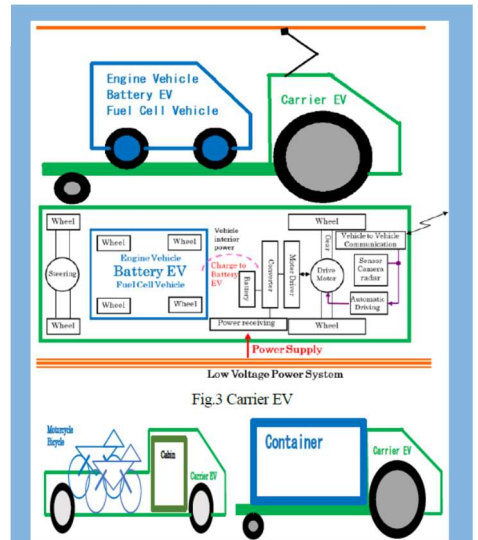 Engine Vehicle
Battery EV
Fuel Cell Vehicle
Carrier EV
Wheel
Wheel
Wheel
Wheel
Vehicle interior power
Gear
Vehicle to Vehicle
Communication
Engine Vehicle
Battery EV
Fuel Cell Vehicle
Steering
Charge to
Battery
EV
Battery
Converter
Motor Driver
Drive
Motor
Sensor
Camera
radar
Wheel
Wheel
Automatic
Driving
Wheel
Power receiving
Wheel
Power Supply
Low Voltage Power System
Fig.3 Carrier EV
Motorcycle
Bicycle
Cabin
Carrier EV
Container
Carrier EV